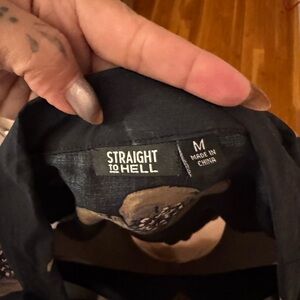 STRAIGHT
TO HELL
M
MADE IN
CHINA